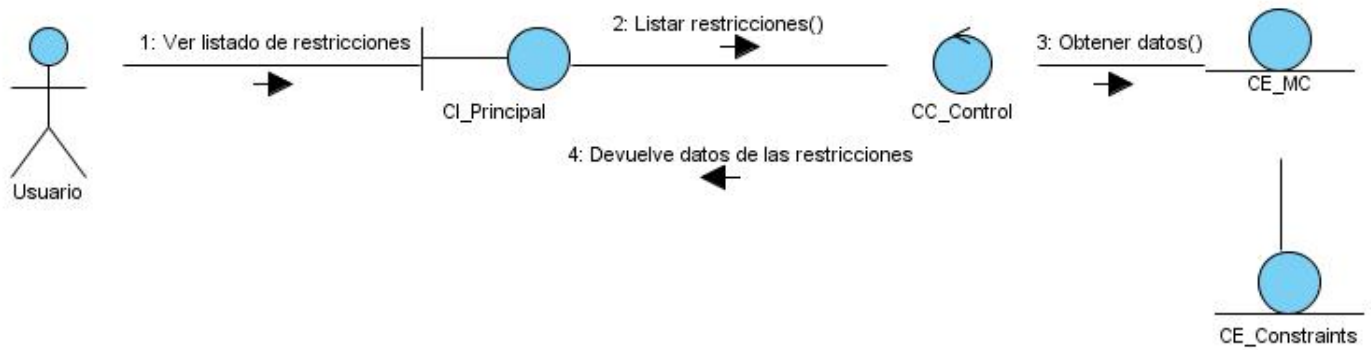 2: Listar restricciones()
1: Ver listado de restricciones
3: Obtener datos()
CI_Principal
CC_Control
CE_MC
4: Devuelve datos de las restricciones
Usuario
CE_Constraints